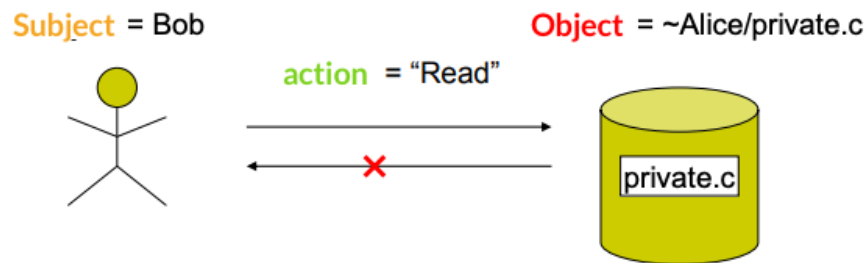 Subject = Bob
Object = ~Alice/private.c
action = “Read”
private.c